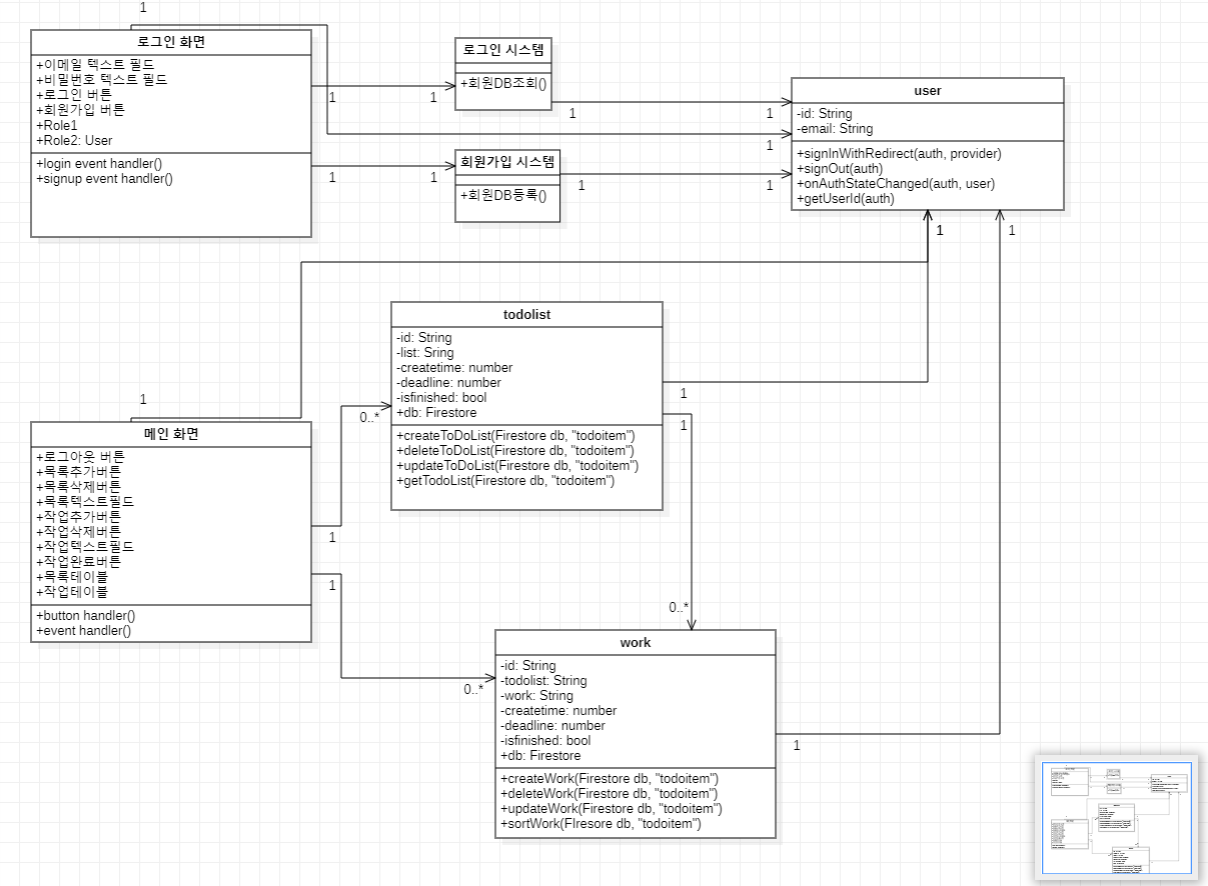 1
로그인 화면
+이메일 텍스트 필드
+비밀번호 텍스트 필드
+로그인 버튼
+회원가입 버튼
+Role1
+Role2: User
+login event handler()
+signup event handler()
1
1
1
1
로그인 시스템
+회원DB조회()
1
1
1
회원가입 시스템
+회원DB등록()
1
1
user
-id: String
-email: String
+signInWithRedirect(auth, provider)
+signOut(auth)
+onAuthStateChanged(auth, user)
+getUserId(auth)
1
1
todolist
-id: String
-list: Sring
-createtime: number
-deadline: number
-isfinished: bool
+db: Firestore
+createToDoList(Firestore db, "todoitem")
+deleteToDoList(Firestore db, "todoitem")
+updateToDoList(Firestore db, "todoitem")
+getTodoList(Firestore db, "todoitem")
1
1
1
0..*
메인 화면
+로그아웃 버튼
+목록추가버튼
+목록삭제버튼
+목록텍스트필드
+작업추가버튼
+작업삭제버튼
+작업텍스트필드
+작업완료버튼
+목록테이블
+작업테이블
+button handler()
+event handler()
1
1
0..*
0..*
work
-id: String
-todolist: String
-work: String
-createtime: number
-deadline: number
-isfinished: bool
+db: Firestore
+createWork(Firestore db, "todoitem")
+deleteWork(Firestore db, "todoitem")
+updateWork(Firestore db, "todoitem")
+sortWork(FIresore db, "todoitem")
1